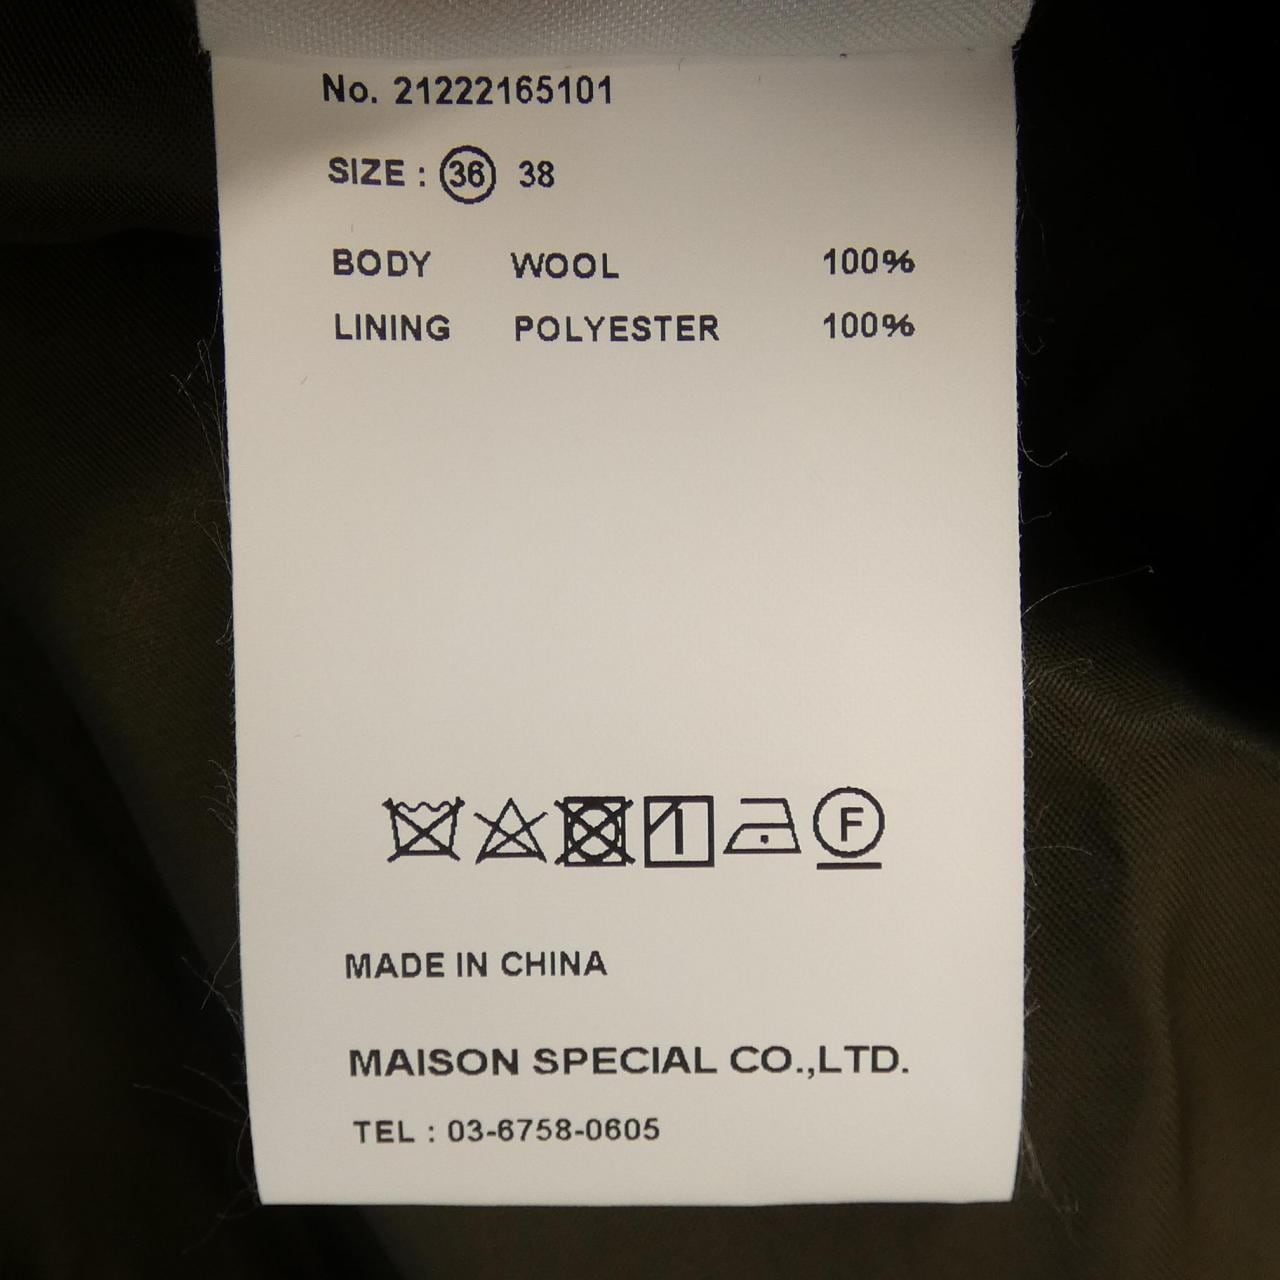 No. 21222165101
SIZE : 36 38
BODY WOOL 100%
LINING POLYESTER 100%
F
MADE IN CHINA
MAISON SPECIAL CO.,LTD.
TEL : 03-6758-0605